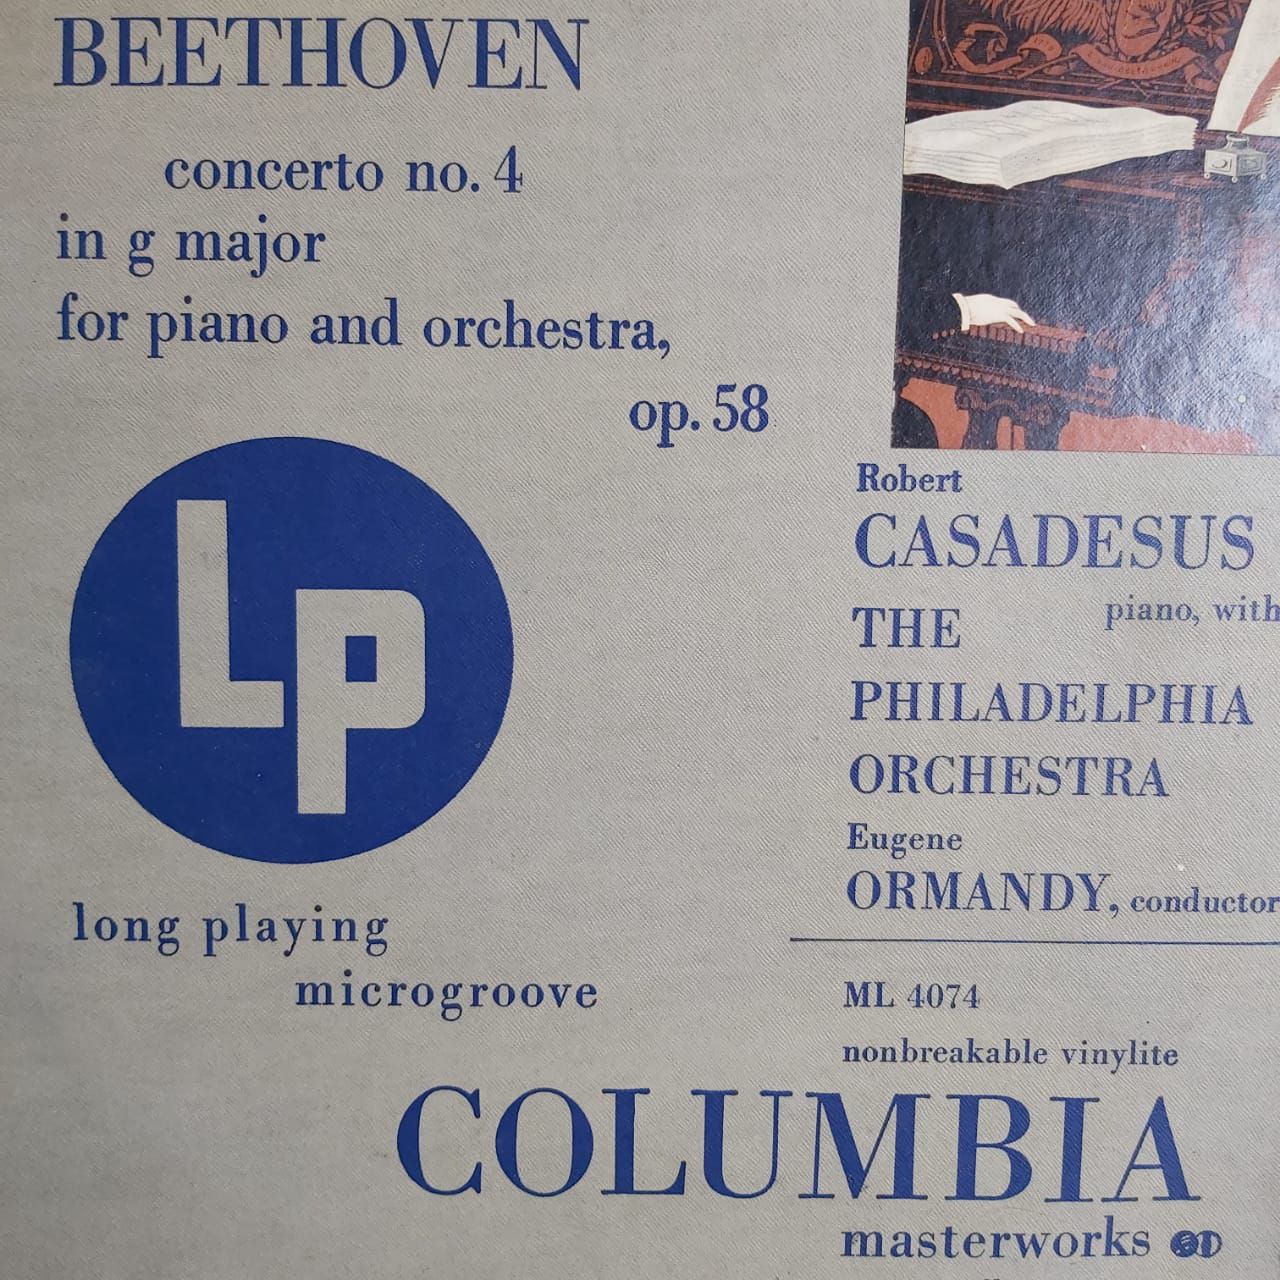 BEETHOVEN
concerto no. 4
in g major
for piano and orchestra,
op. 58
LP
long playing
microgroove
Robert
CASADESUS
piano, with
THE
PHILADELPHIA
ORCHESTRA
Eugene
ORMANDY, conductor
ML 4074
nonbreakable vinylite
COLUMBIA
masterworks